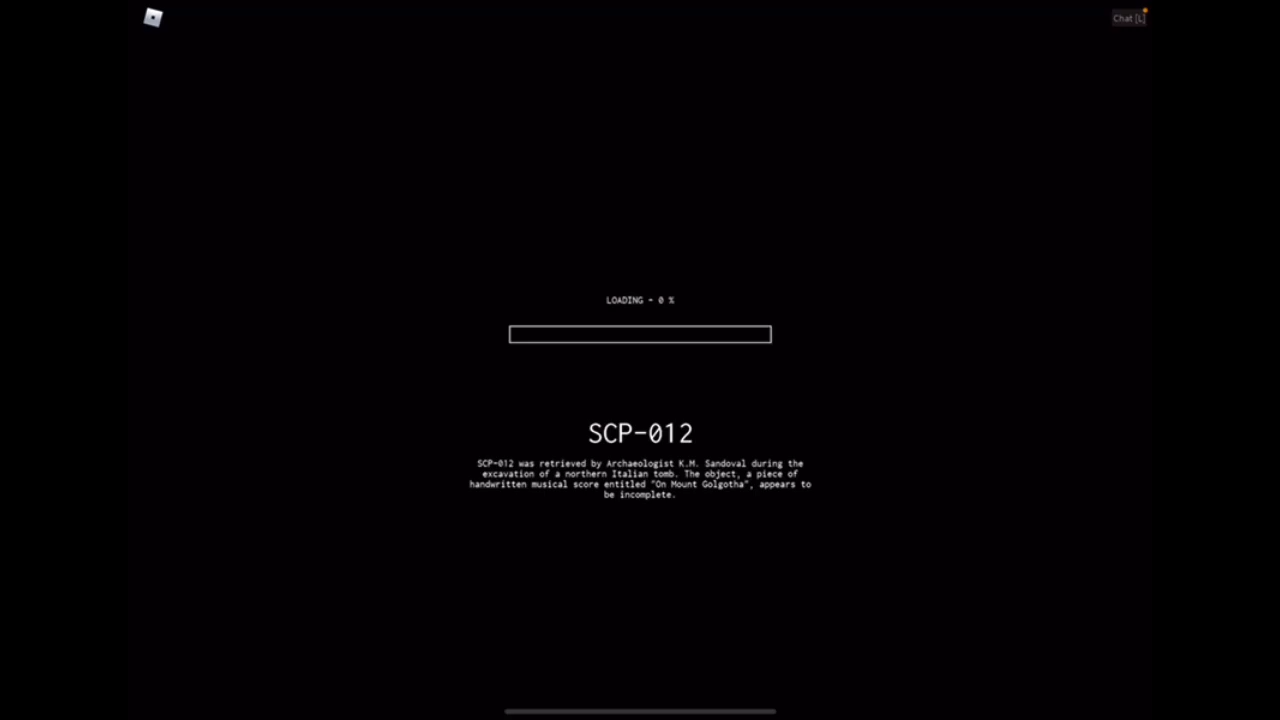 Chat [L]
LOADING - 0 %
SCP-012
SCP-012 was retrieved by Archaeologist K.M. Sandoval during the
excavation of a northern Italian tomb. The object, a piece of
handwritten musical score entitled "On Mount Golgotha", appears to
be incomplete.